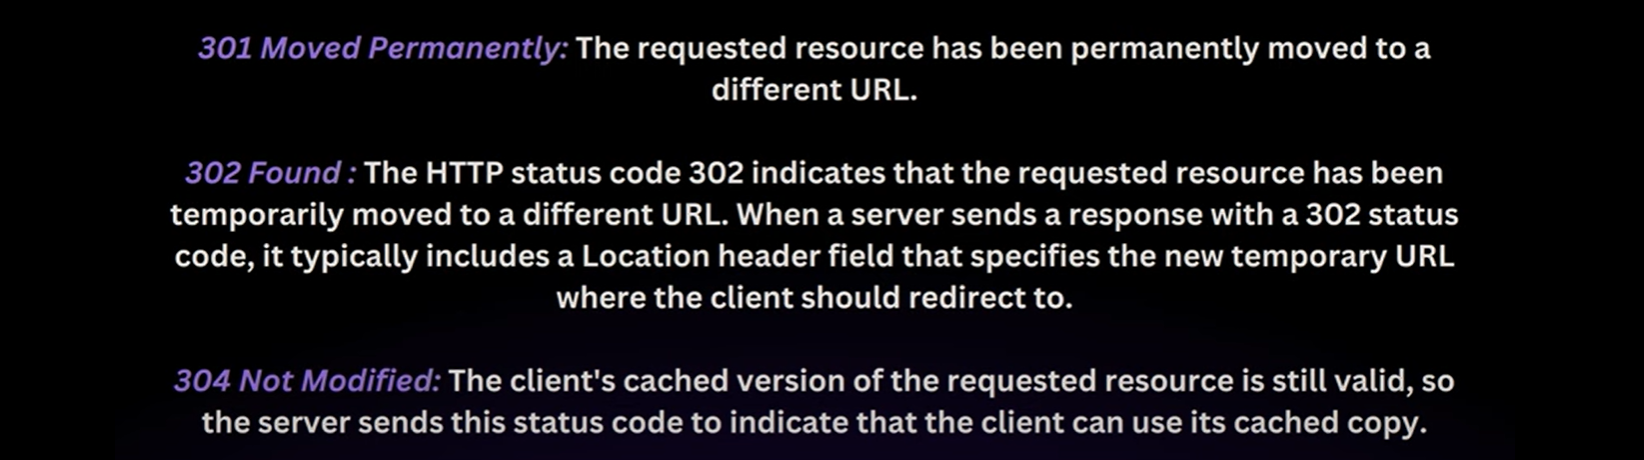 301 Moved Permanently: The requested resource has been permanently moved to a
different URL.
302 Found : The HTTP status code 302 indicates that the requested resource has been
temporarily moved to a different URL. When a server sends a response with a 302 status
code, it typically includes a Location header field that specifies the new temporary URL
where the client should redirect to.
304 Not Modified: The client's cached version of the requested resource is still valid, so
the server sends this status code to indicate that the client can use its cached copy.